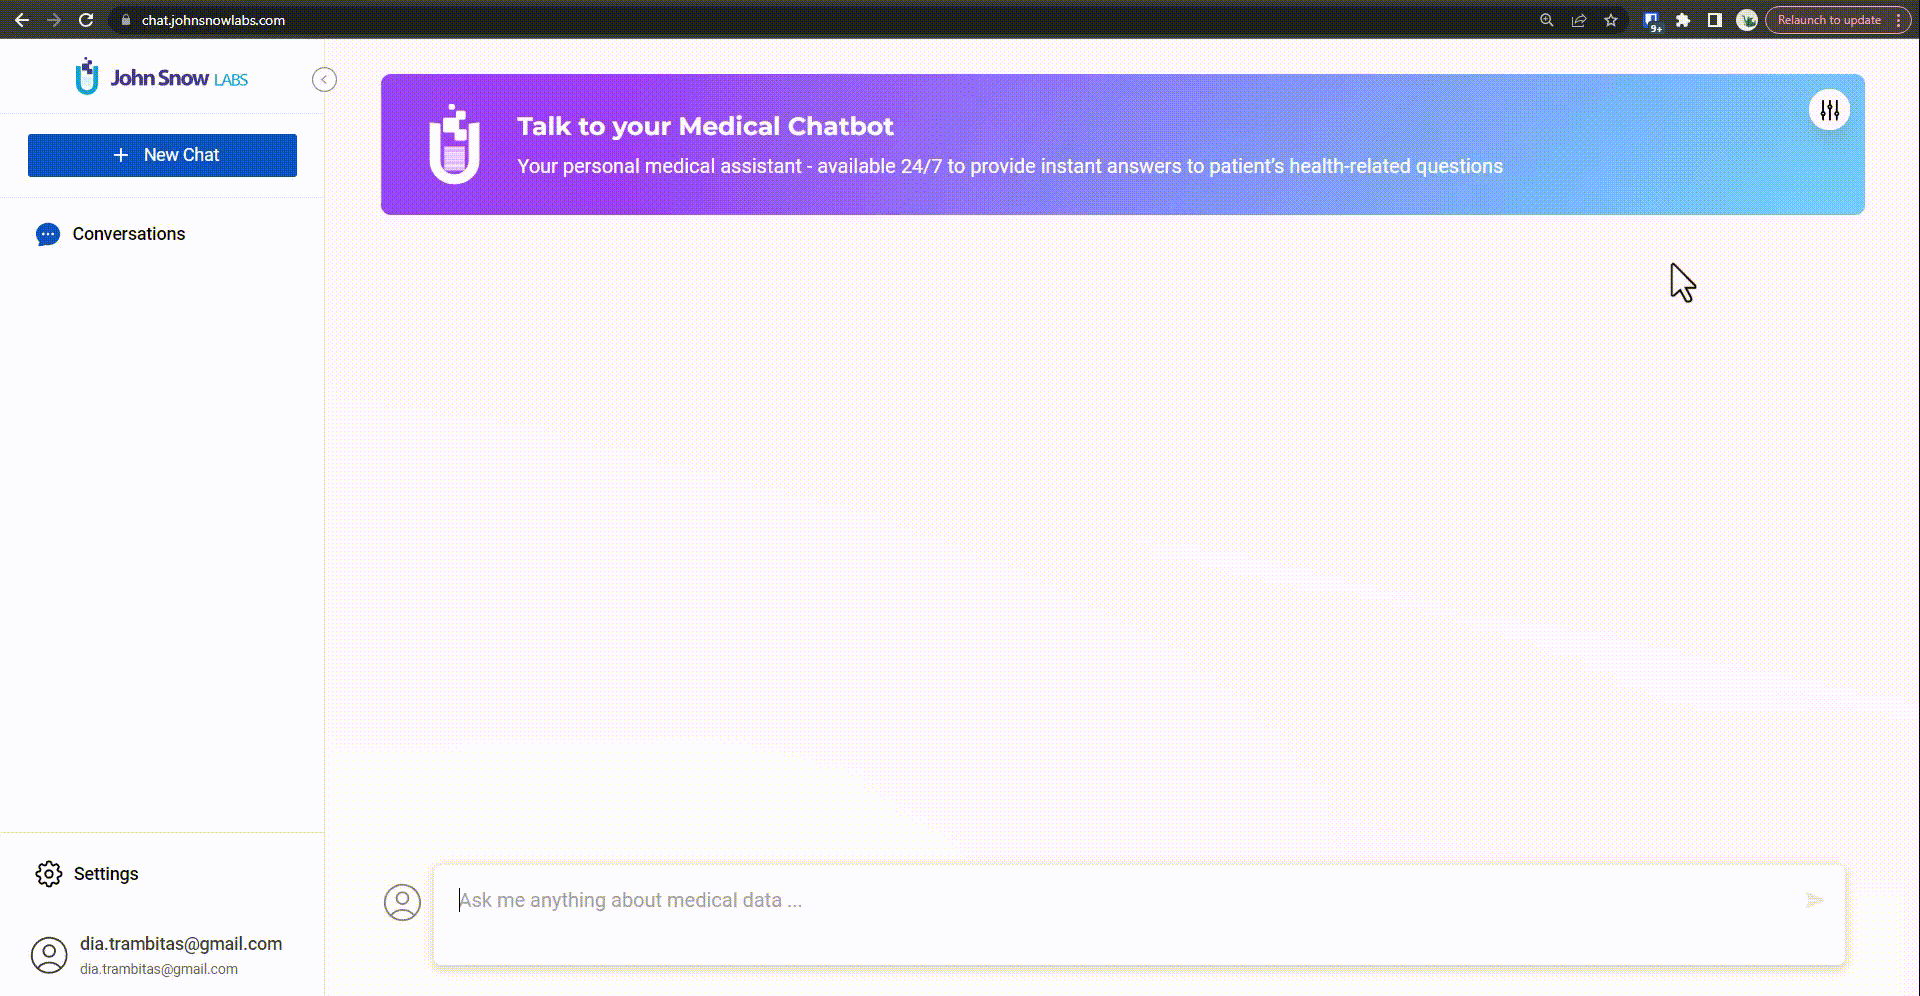 chat.johnsnowlabs.com
9+
Relaunch to update
John Snow LABS
+ New Chat
Conversations
Talk to your Medical Chatbot
Your personal medical assistant - available 24/7 to provide instant answers to patient's health-related questions
Ask me anything about medical data ...
Settings
dia.trambitas@gmail.com
dia.trambitas@gmail.com